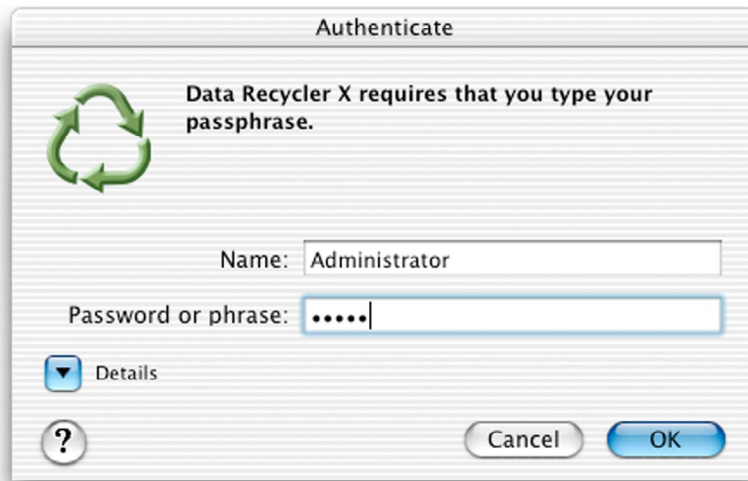 Authenticate
Data Recycler X requires that you type your
passphrase.
Name: Administrator
Password or phrase: •••••
Details
?
Cancel OK